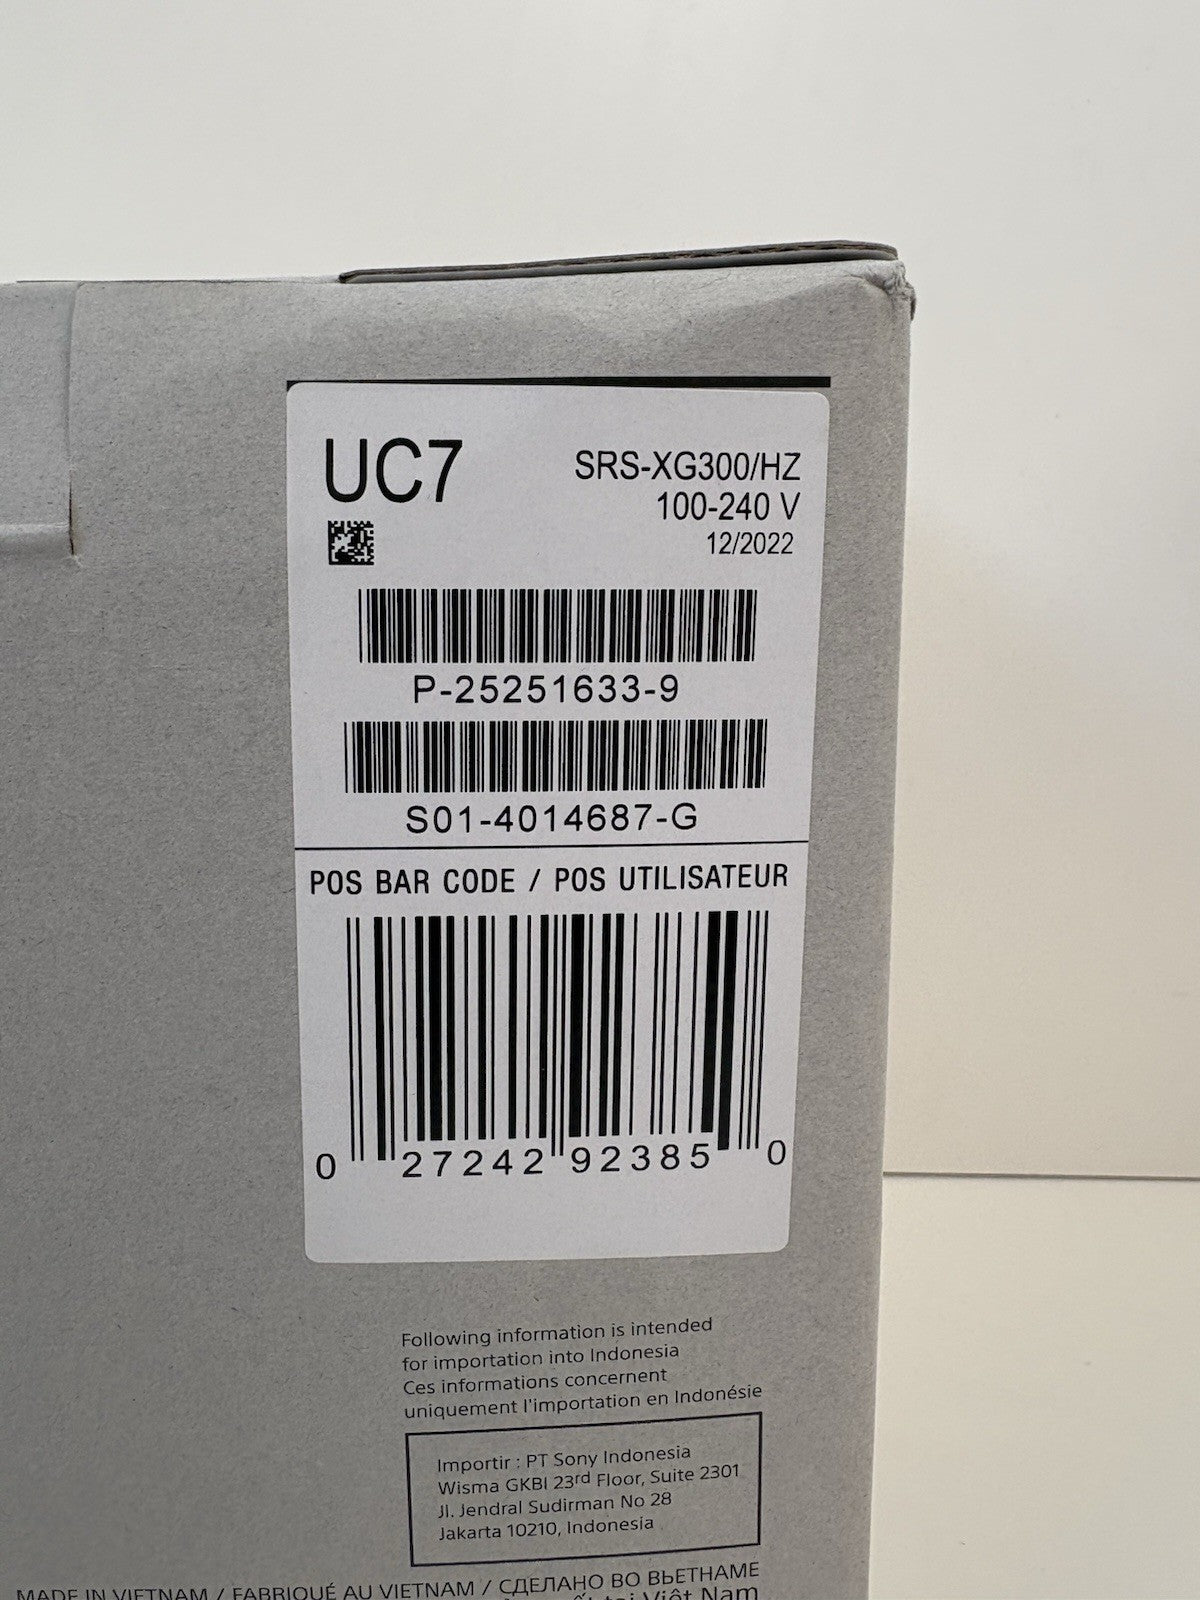 UC7
SRS-XG300/HZ
100-240 V
12/2022
P-25251633-9
S01-4014687-G
POS BAR CODE / POS UTILISATEUR
0 27242 92385 0
Following information is intended
for importation into Indonesia
Ces informations concernent
uniquement l'importation en Indonésie
Importir : PT Sony Indonesia
Wisma GKBI 23rd Floor, Suite 2301
Jl. Jendral Sudirman No 28
Jakarta 10210, Indonesia
MADE IN VIETNAM / FABRIQUÉ AU VIETNAM / СДЕЛАНО ВО ВЬЕТНАМЕ
tại Việt Nam